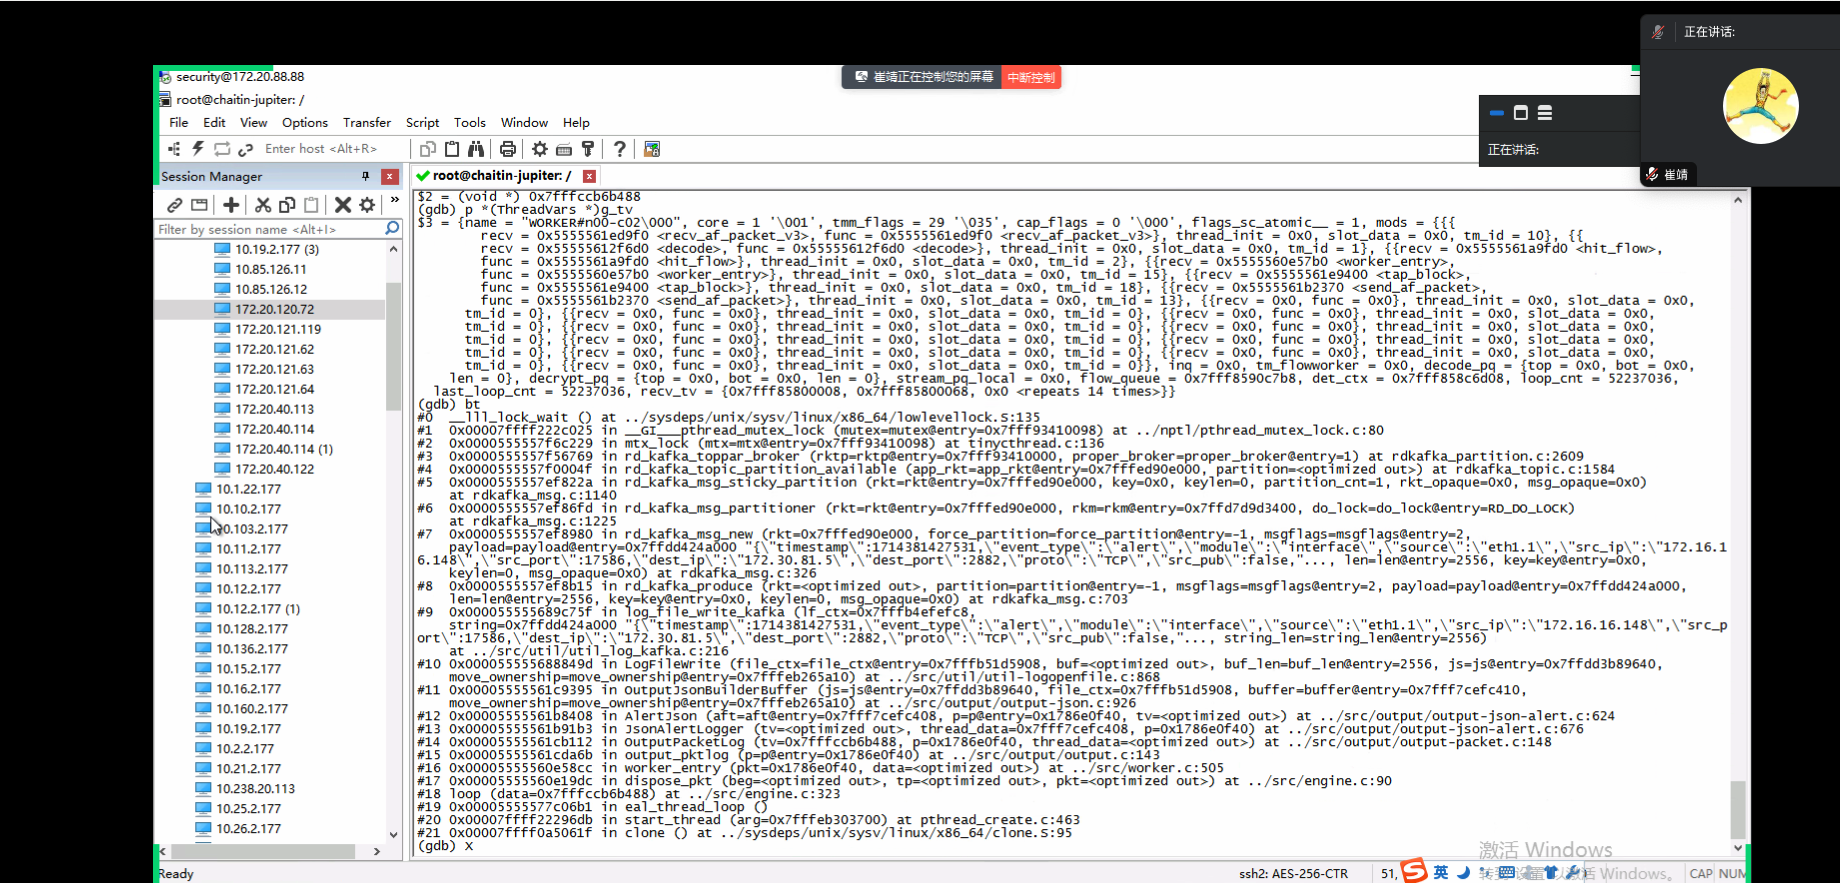 正在讲话:
security@172.20.88.88
崔靖正在控制您的屏幕 中断控制
root@chaitin-jupiter: /
File Edit View Options Transfer Script Tools Window Help
Enter host <Alt+R>
正在讲话:
崔靖
Session Manager
root@chaitin-jupiter: /
Filter by session name <Alt+I>
10.19.2.177 (3)
10.85.126.11
10.85.126.12
172.20.120.72
172.20.121.119
172.20.121.62
172.20.121.63
172.20.121.64
172.20.40.113
172.20.40.114
172.20.40.114 (1)
172.20.40.122
10.1.22.177
10.10.2.177
0.103.2.177
10.11.2.177
10.113.2.177
10.12.2.177
10.12.2.177 (1)
10.128.2.177
10.136.2.177
10.15.2.177
10.16.2.177
10.160.2.177
10.19.2.177
10.2.2.177
10.21.2.177
10.238.20.113
10.25.2.177
10.26.2.177
$2 = (void *) 0x7fffccb6b488
(gdb) p *(ThreadVars *)g_tv
$3 = {name = "WORKER#n00-c02\000", core = 1 '\001', tmm_flags = 29 '\035', cap_flags = 0 '\000', flags_sc_atomic__ = 1, mods = {{{
recv = 0x5555561ed9f0 <recv_af_packet_v3>, func = 0x5555561ed9f0 <recv_af_packet_v3>}, thread_init = 0x0, slot_data = 0x0, tm_id = 10}, {{
recv = 0x55555612f6d0 <decode>, func = 0x55555612f6d0 <decode>}, thread_init = 0x0, slot_data = 0x0, tm_id = 1}, {{recv = 0x5555561a9fd0 <hit_flow>,
func = 0x5555561a9fd0 <hit_flow>}, thread_init = 0x0, slot_data = 0x0, tm_id = 2}, {{recv = 0x5555560e57b0 <worker_entry>,
func = 0x5555560e57b0 <worker_entry>}, thread_init = 0x0, slot_data = 0x0, tm_id = 15}, {{recv = 0x5555561e9400 <tap_block>,
func = 0x5555561e9400 <tap_block>}, thread_init = 0x0, slot_data = 0x0, tm_id = 18}, {{recv = 0x5555561b2370 <send_af_packet>,
func = 0x5555561b2370 <send_af_packet>}, thread_init = 0x0, slot_data = 0x0, tm_id = 13}, {{recv = 0x0, func = 0x0}, thread_init = 0x0, slot_data = 0x0,
tm_id = 0}, {{recv = 0x0, func = 0x0}, thread_init = 0x0, slot_data = 0x0, tm_id = 0}, {{recv = 0x0, func = 0x0}, thread_init = 0x0, slot_data = 0x0,
tm_id = 0}, {{recv = 0x0, func = 0x0}, thread_init = 0x0, slot_data = 0x0, tm_id = 0}, {{recv = 0x0, func = 0x0}, thread_init = 0x0, slot_data = 0x0,
tm_id = 0}, {{recv = 0x0, func = 0x0}, thread_init = 0x0, slot_data = 0x0, tm_id = 0}, {{recv = 0x0, func = 0x0}, thread_init = 0x0, slot_data = 0x0,
tm_id = 0}, {{recv = 0x0, func = 0x0}, thread_init = 0x0, slot_data = 0x0, tm_id = 0}, {{recv = 0x0, func = 0x0}, thread_init = 0x0, slot_data = 0x0,
tm_id = 0}, {{recv = 0x0, func = 0x0}, thread_init = 0x0, slot_data = 0x0, tm_id = 0}}, inq = 0x0, tm_flowworker = 0x0, decode_pq = {top = 0x0, bot = 0x0,
len = 0}, decrypt_pq = {top = 0x0, bot = 0x0, len = 0}, stream_pq_local = 0x0, flow_queue = 0x7fff8590c7b8, det_ctx = 0x7fff858c6d08, loop_cnt = 52237036,
last_loop_cnt = 52237036, recv_tv = {0x7fff85800008, 0x7fff85800068, 0x0 <repeats 14 times>}}
(gdb) bt
#0 __lll_lock_wait () at ../sysdeps/unix/sysv/linux/x86_64/lowlevellock.S:135
#1 0x00007ffff222c025 in __GI___pthread_mutex_lock (mutex=mutex@entry=0x7fff93410098) at ../nptl/pthread_mutex_lock.c:80
#2 0x0000555557f6c229 in mtx_lock (mtx=mtx@entry=0x7fff93410098) at tinycthread.c:136
#3 0x0000555557f56769 in rd_kafka_toppar_broker (rktp=rktp@entry=0x7fff93410000, proper_broker=proper_broker@entry=1) at rdkafka_partition.c:2609
#4 0x0000555557f0004f in rd_kafka_topic_partition_available (app_rkt=app_rkt@entry=0x7fffed90e000, partition=<optimized out>) at rdkafka_topic.c:1584
#5 0x0000555557ef822a in rd_kafka_msg_sticky_partition (rkt=rkt@entry=0x7fffed90e000, key=0x0, keylen=0, partition_cnt=1, rkt_opaque=0x0, msg_opaque=0x0)
at rdkafka_msg.c:1140
#6 0x0000555557ef86fd in rd_kafka_msg_partitioner (rkt=rkt@entry=0x7fffed90e000, rkm=rkm@entry=0x7ffd7d9d3400, do_lock=do_lock@entry=RD_DO_LOCK)
at rdkafka_msg.c:1225
#7 0x0000555557ef8980 in rd_kafka_msg_new (rkt=0x7fffed90e000, force_partition=force_partition@entry=-1, msgflags=msgflags@entry=2,
payload=payload@entry=0x7ffdd424a000 "{\"timestamp\":1714381427531,\"event_type\":\"alert\",\"module\":\"interface\",\"source\":\"eth1.1\",\"src_ip\":\"172.16.1
6.148\",\"src_port\":17586,\"dest_ip\":\"172.30.81.5\",\"dest_port\":2882,\"proto\":\"TCP\",\"src_pub\":false,"..., len=len@entry=2556, key=key@entry=0x0,
keylen=0, msg_opaque=0x0) at rdkafka_msg.c:326
#8 0x0000555557ef8b15 in rd_kafka_produce (rkt=<optimized out>, partition=partition@entry=-1, msgflags=msgflags@entry=2, payload=payload@entry=0x7ffdd424a000,
len=len@entry=2556, key=key@entry=0x0, keylen=0, msg_opaque=0x0) at rdkafka_msg.c:703
#9 0x000055555689c75f in log_file_write_kafka (lf_ctx=0x7fffb4efefc8,
string=0x7ffdd424a000 "{\"timestamp\":1714381427531,\"event_type\":\"alert\",\"module\":\"interface\",\"source\":\"eth1.1\",\"src_ip\":\"172.16.16.148\",\"src_p
ort\":17586,\"dest_ip\":\"172.30.81.5\",\"dest_port\":2882,\"proto\":\"TCP\",\"src_pub\":false,"..., string_len=string_len@entry=2556)
at ../src/util/util_log_kafka.c:216
#10 0x000055555688849d in LogFileWrite (file_ctx=file_ctx@entry=0x7fffb51d5908, buf=<optimized out>, buf_len=buf_len@entry=2556, js=js@entry=0x7ffdd3b89640,
move_ownership=move_ownership@entry=0x7fffeb265a10) at ../src/util/util-logopenfile.c:868
#11 0x00005555561c9395 in OutputJsonBuilderBuffer (js=js@entry=0x7ffdd3b89640, file_ctx=0x7fffb51d5908, buffer=buffer@entry=0x7fff7cefc410,
move_ownership=move_ownership@entry=0x7fffeb265a10) at ../src/output/output-json.c:926
#12 0x00005555561b8408 in AlertJson (aft=aft@entry=0x7fff7cefc408, p=p@entry=0x1786e0f40, tv=<optimized out>) at ../src/output/output-json-alert.c:624
#13 0x00005555561b91b3 in JsonAlertLogger (tv=<optimized out>, thread_data=0x7fff7cefc408, p=0x1786e0f40) at ../src/output/output-json-alert.c:676
#14 0x00005555561cb112 in OutputPacketLog (tv=0x7fffccb6b488, p=0x1786e0f40, thread_data=<optimized out>) at ../src/output/output-packet.c:148
#15 0x00005555561cda6b in output_pktlog (p=p@entry=0x1786e0f40) at ../src/output/output.c:143
#16 0x00005555560e58cc in worker_entry (pkt=0x1786e0f40, data=<optimized out>) at ../src/worker.c:505
#17 0x00005555560e19dc in dispose_pkt (beg=<optimized out>, tp=<optimized out>, pkt=<optimized out>) at ../src/engine.c:90
#18 loop (data=0x7fffccb6b488) at ../src/engine.c:323
#19 0x00005555577c06b1 in eal_thread_loop ()
#20 0x00007ffff22296db in start_thread (arg=0x7fffeb303700) at pthread_create.c:463
#21 0x00007ffff0a5061f in clone () at ../sysdeps/unix/sysv/linux/x86_64/clone.S:95
(gdb) x
激活 Windows
Ready
ssh2: AES-256-CTR
51,
英
Windows。
CAP NUM